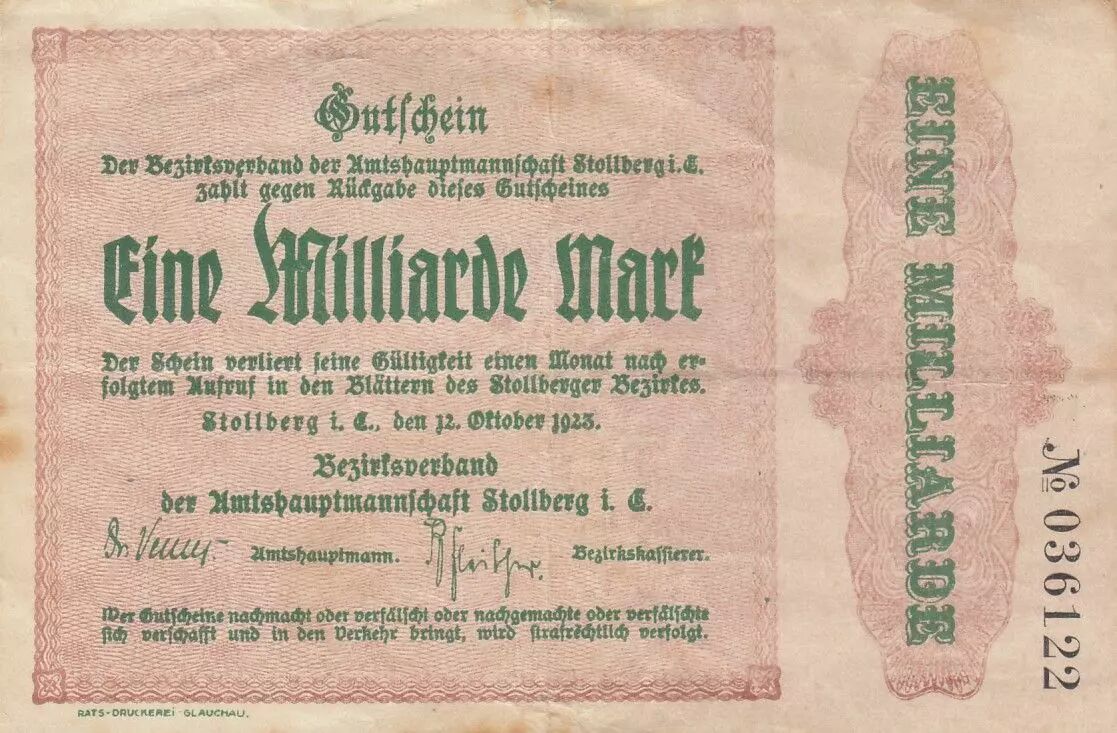 Gutschein
Der Bezirksverband der Amtshauptmannschaft Stollberg i. E.
zahlt gegen Rückgabe dieses Gutscheines
Eine Milliarde Mark
Der Schein verliert seine Gültigkeit einen Monat nach er-
folgtem Aufruf in den Blättern des Stollberger Bezirkes.
Stollberg i. E., den 12. Oktober 1923.
Bezirksverband
der Amtshauptmannschaft Stollberg i. E.
Amtshauptmann. Bezirkskassierer.
Wer Gutscheine nachmacht oder verfälscht oder nachgemachte oder verfälschte
sich verschafft und in den Verkehr bringt, wird strafrechtlich verfolgt.
RATS-DRUCKEREI GLAUCHAU.
EINE MILLIARDE
№ 036122